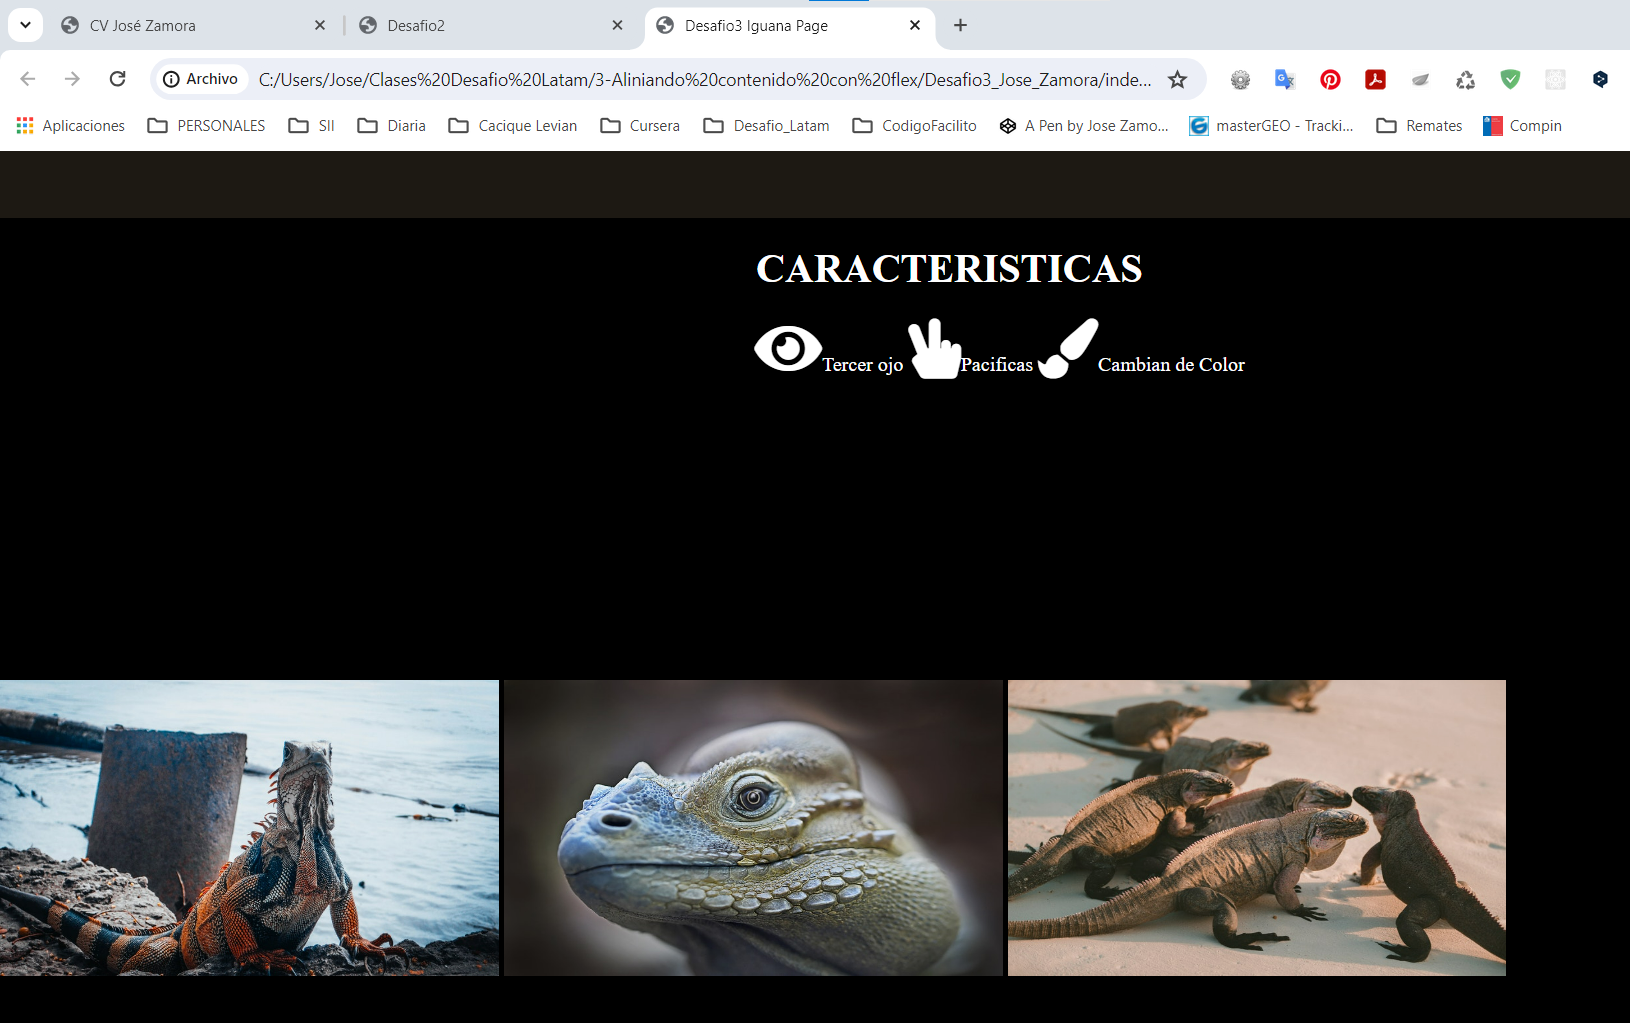 CV José Zamora
Desafio2
Desafio3 Iguana Page
Archivo
C:/Users/Jose/Clases%20Desafio%20Latam/3-Aliniando%20contenido%20con%20flex/Desafio3_Jose_Zamora/inde...
Aplicaciones
PERSONALES
SII
Diaria
Cacique Levian
Cursera
Desafio_Latam
CodigoFacilito
A Pen by Jose Zamo...
masterGEO - Tracki...
Remates
Compin
CARACTERISTICAS
Tercer ojo
Pacificas
Cambian de Color